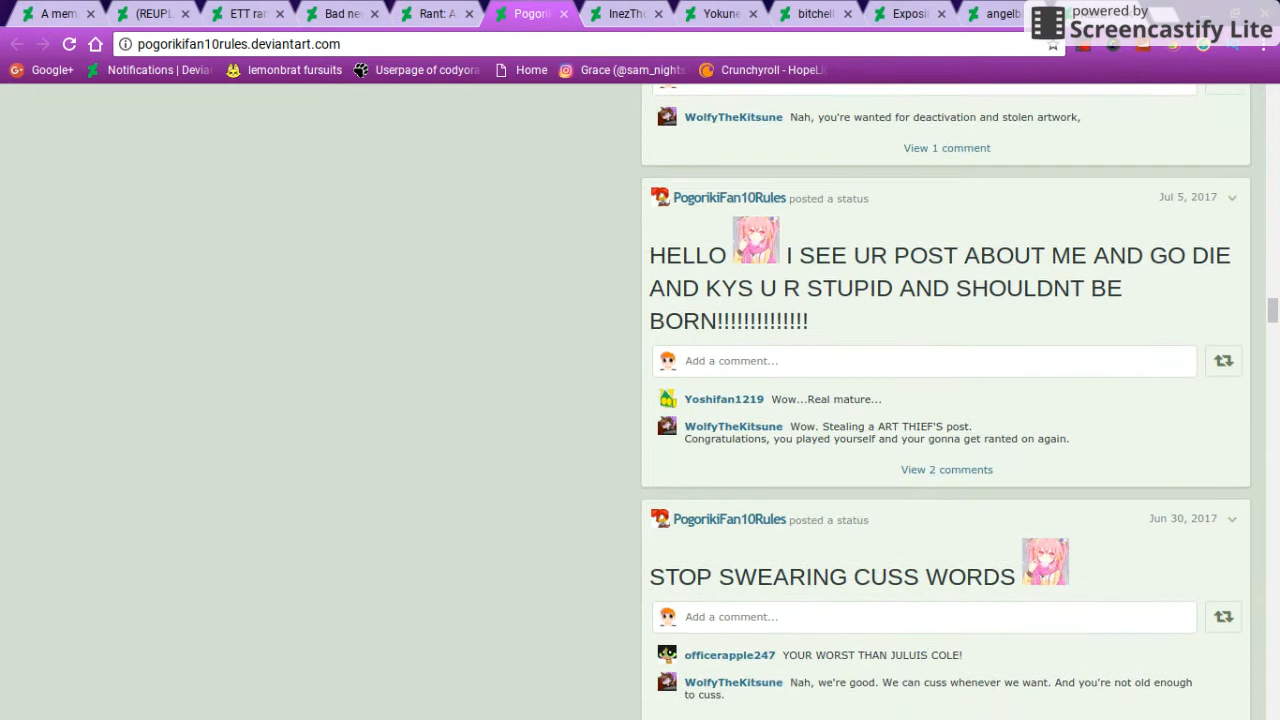 A mem
(REUPL
ETT ra
Bad m
Rant: A
Pogori
InezTho
Yokune
bitchell
Exposi
angelb
powered by
Screencastify Lite
pogorikifan10rules.deviantart.com
Google+ Notifications | Devia lemonbrat fursuits Userpage of codyora Home Grace (@sam_nights Crunchyroll - HopeLi
WolfyTheKitsune Nah, you're wanted for deactivation and stolen artwork,
View 1 comment
PogorikiFan10Rules posted a status Jul 5, 2017
HELLO I SEE UR POST ABOUT ME AND GO DIE
AND KYS U R STUPID AND SHOULDNT BE
BORN!!!!!!!!!!!!!!
Add a comment...
Yoshifan1219 Wow...Real mature...
WolfyTheKitsune Wow. Stealing a ART THIEF'S post.
Congratulations, you played yourself and your gonna get ranted on again.
View 2 comments
PogorikiFan10Rules posted a status Jun 30, 2017
STOP SWEARING CUSS WORDS
Add a comment...
officerapple247 YOUR WORST THAN JULUIS COLE!
WolfyTheKitsune Nah, we're good. We can cuss whenever we want. And you're not old enough
to cuss.